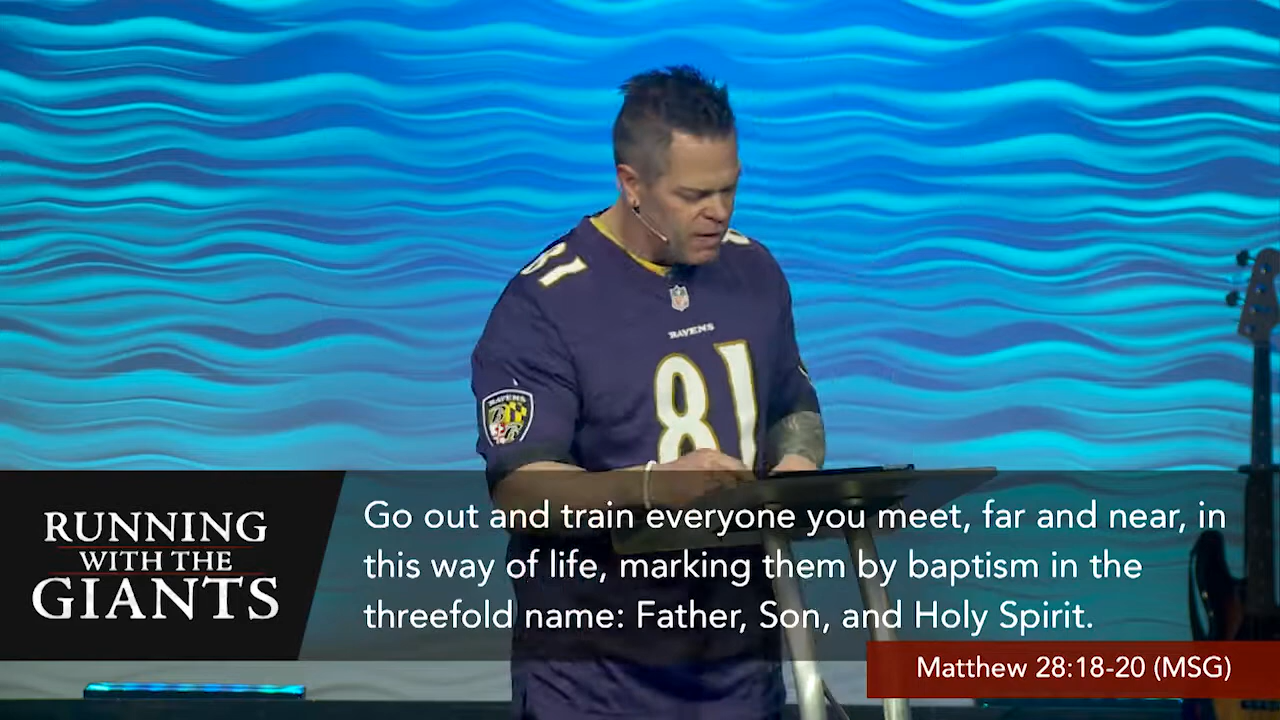 81
RAVENS
81
RAVENS
RUNNING
WITH THE
GIANTS
Go out and train everyone you meet, far and near, in
this way of life, marking them by baptism in the
threefold name: Father, Son, and Holy Spirit.
Matthew 28:18-20 (MSG)